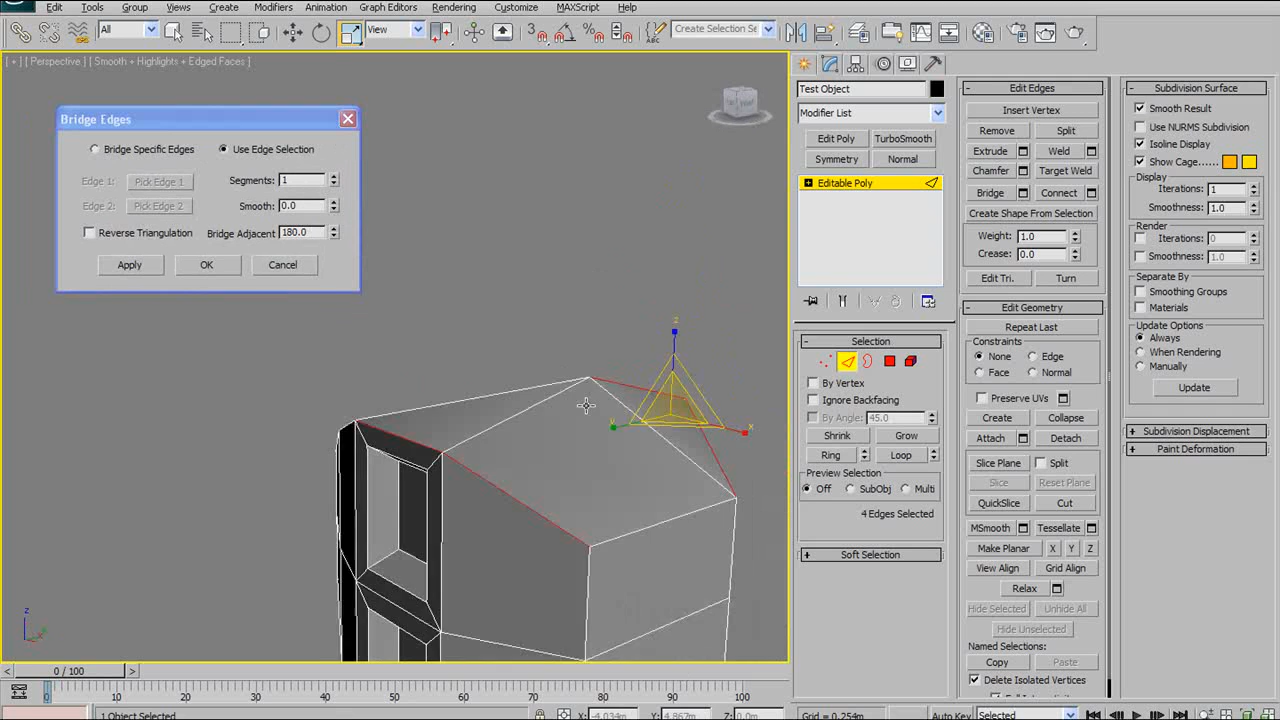 Edit Tools Group Views Create Modifiers Animation Graph Editors Rendering Customize MAXScript Help
All View 3 % Create Selection Se
[ + ] [ Perspective ] [ Smooth + Highlights + Edged Faces ]
Bridge Edges
Bridge Specific Edges Use Edge Selection
Edge 1: Pick Edge 1 Segments: 1
Edge 2: Pick Edge 2 Smooth: 0.0
Reverse Triangulation Bridge Adjacent 180.0
Apply OK Cancel
z
x
y
z
Test Object
Modifier List
Edit Poly TurboSmooth
Symmetry Normal
Editable Poly
- Selection
By Vertex
Ignore Backfacing
By Angle: 45.0
Shrink Grow
Ring Loop
Preview Selection
Off SubObj Multi
4 Edges Selected
+ Soft Selection
- Edit Edges
Insert Vertex
Remove Split
Extrude Weld
Chamfer Target Weld
Bridge Connect
Create Shape From Selection
Weight: 1.0
Crease: 0.0
Edit Tri. Turn
- Edit Geometry
Repeat Last
Constraints
None Edge
Face Normal
Preserve UVs
Create Collapse
Attach Detach
Slice Plane Split
Slice Reset Plane
QuickSlice Cut
MSmooth Tessellate
Make Planar X Y Z
View Align Grid Align
Relax
Hide Selected Unhide All
Hide Unselected
Named Selections:
Copy Paste
Delete Isolated Vertices
- Subdivision Surface
Smooth Result
Use NURMS Subdivision
Isoline Display
Show Cage......
Display
Iterations: 1
Smoothness: 1.0
Render
Iterations: 0
Smoothness: 1.0
Separate By
Smoothing Groups
Materials
Update Options
Always
When Rendering
Manually
Update
+ Subdivision Displacement
+ Paint Deformation
< 0 / 100 >
0 10 20 30 40 50 60 70 80 90 100
1 Object Selected X: -4.034m Y: 4.867m Z: 0.0m Grid = 0.254m Auto Key Selected